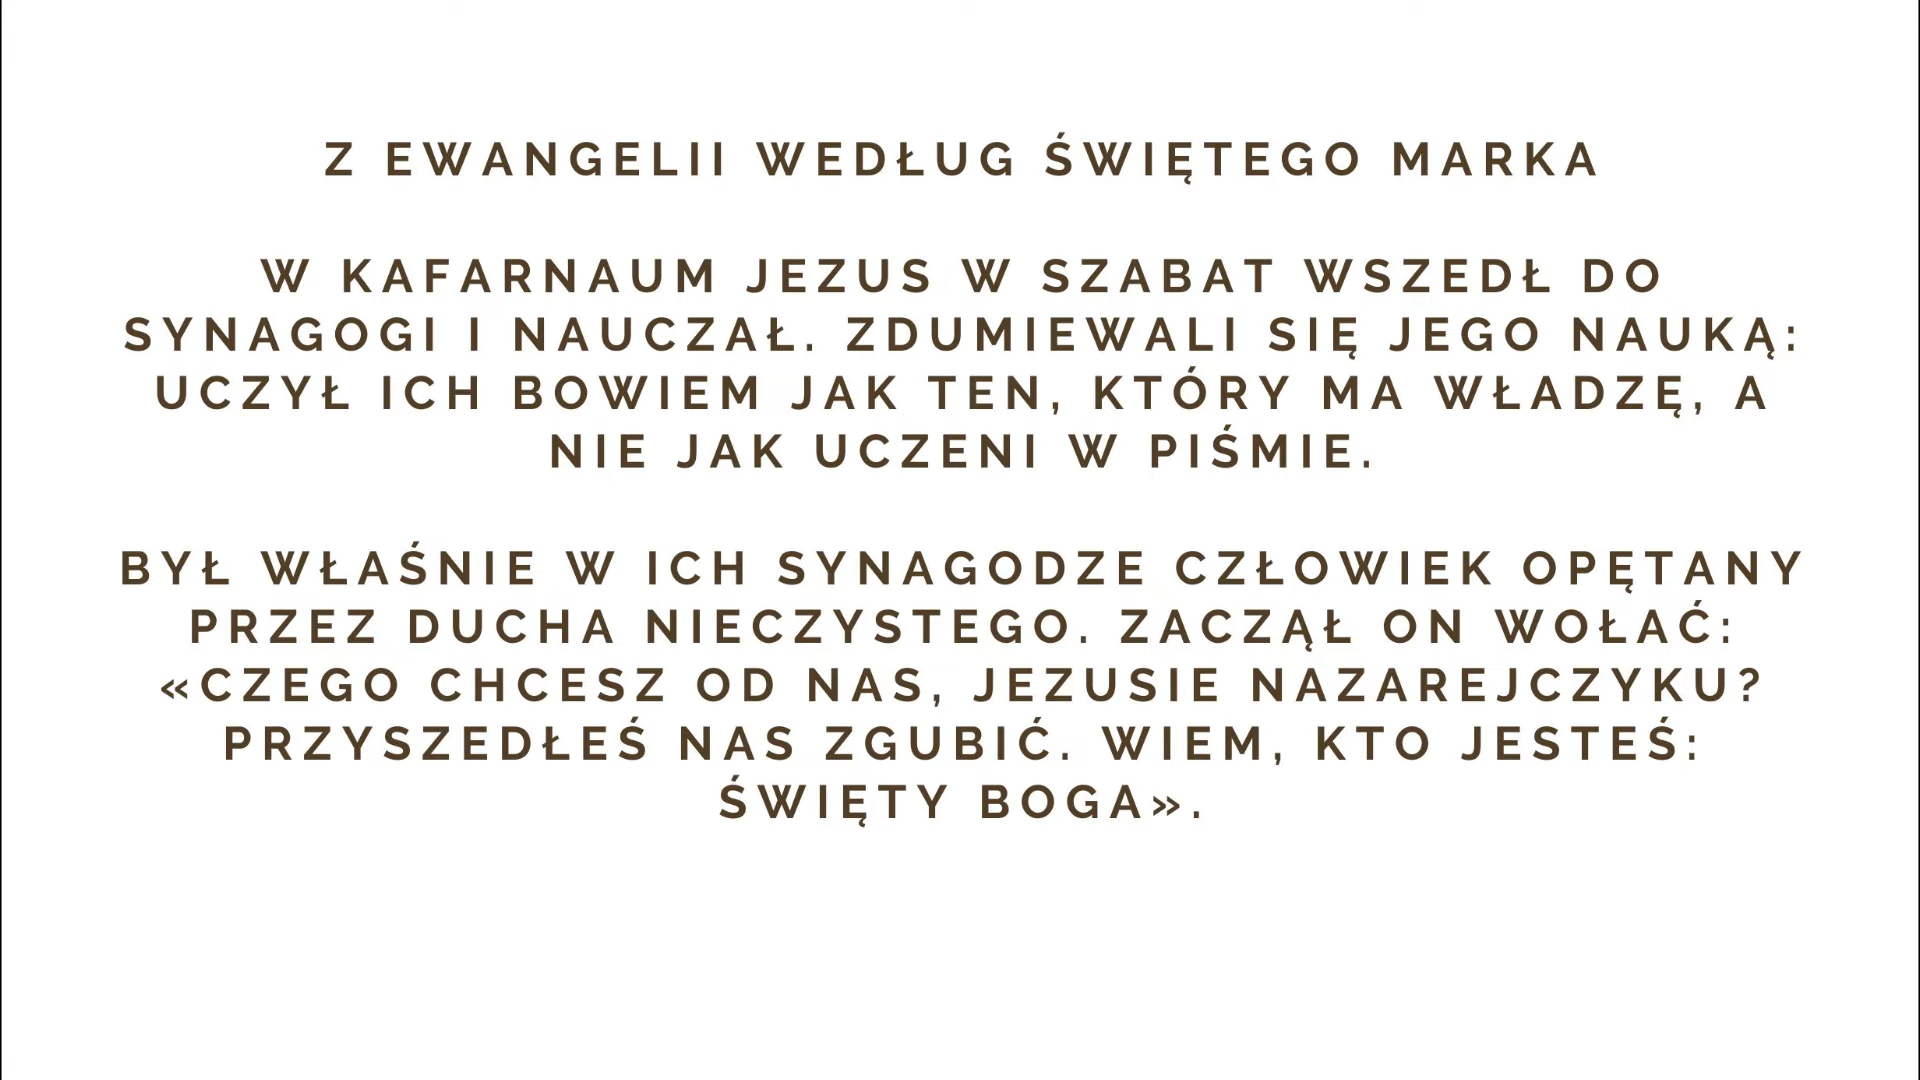 Z EWANGELII WEDŁUG ŚWIĘTEGO MARKA
W KAFARNAUM JEZUS W SZABAT WSZEDŁ DO
SYNAGOGI I NAUCZAŁ. ZDUMIEWALI SIĘ JEGO NAUKĄ:
UCZYŁ ICH BOWIEM JAK TEN, KTÓRY MA WŁADZĘ, A
NIE JAK UCZENI W PIŚMIE.
BYŁ WŁAŚNIE W ICH SYNAGODZE CZŁOWIEK OPĘTANY
PRZEZ DUCHA NIECZYSTEGO. ZACZĄŁ ON WOŁAĆ:
«CZEGO CHCESZ OD NAS, JEZUSIE NAZAREJCZYKU?
PRZYSZEDŁEŚ NAS ZGUBIĆ. WIEM, KTO JESTEŚ:
ŚWIĘTY BOGA».